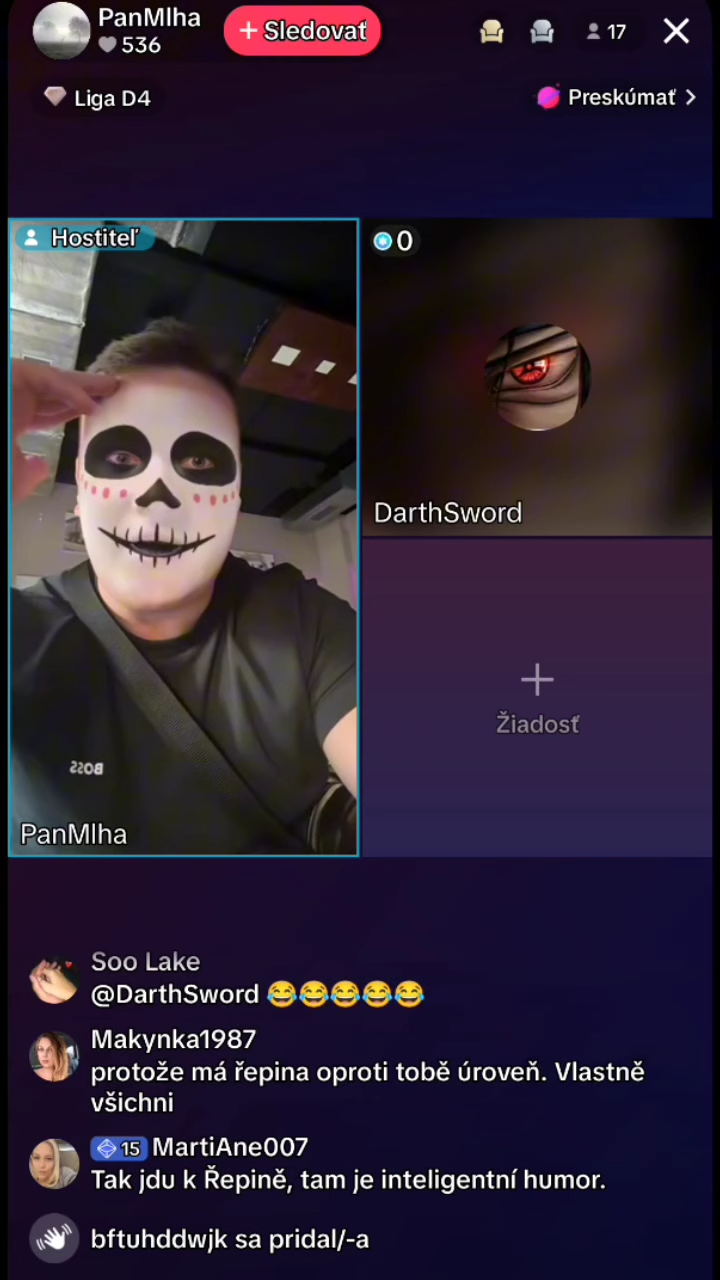 PanMlha
536
+ Sledovať
17
Liga D4
Preskúmať
Hostiteľ
0
DarthSword
Žiadosť
BOSS
PanMlha
Soo Lake
@DarthSword 😂😂😂😂😂
Makynka1987
protože má řepina oproti tobě úroveň. Vlastně
všichni
15 MartiAne007
Tak jdu k Řepině, tam je inteligentní humor.
bftuhddwjk sa pridal/-a